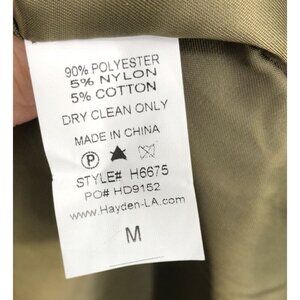 90% POLYESTER
5% NYLON
5% COTTON
DRY CLEAN ONLY
MADE IN CHINA
P
STYLE# H6675
PO# HD9152
www.Hayden-LA.com
M